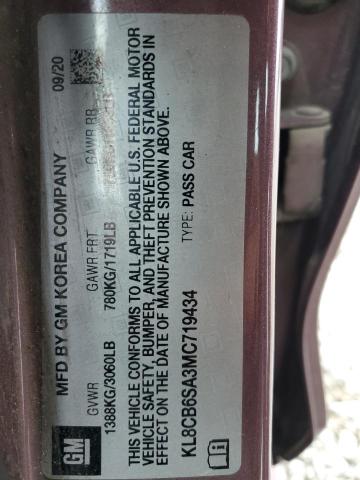 GM
MFD BY GM KOREA COMPANY
09/20
GVWR GAWR FRT GAWR RR
1388KG/3060LB 780KG/1719LB
THIS VEHICLE CONFORMS TO ALL APPLICABLE U.S. FEDERAL MOTOR
VEHICLE SAFETY, BUMPER, AND THEFT PREVENTION STANDARDS IN
EFFECT ON THE DATE OF MANUFACTURE SHOWN ABOVE.
KL8CB6SA3MC719434 TYPE: PASS CAR